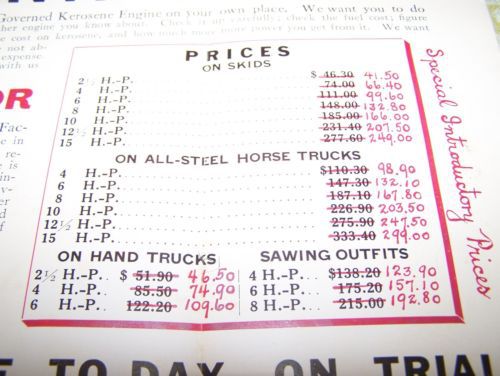 Governed Kerosene Engine on your own place. We want you to do
other engine you know about. Check it up carefully; check the fuel cost; figure
cost on kerosene, and how much more power you get from it. We want
not ab-
expense
with us
OR
Fac-
e in
re-
e is
in-
PRICES
ON SKIDS
2½ H.-P. $46.30 41.50
4 H.-P. 74.00 66.40
6 H.-P. 111.00 99.60
8 H.-P. 148.00 132.80
10 H.-P. 185.00 166.00
12½ H.-P. 231.40 207.50
15 H.-P. 277.60 249.00
ON ALL-STEEL HORSE TRUCKS
4 H.-P. $110.30 98.90
6 H.-P. 147.30 132.10
8 H.-P. 187.10 167.80
10 H.-P. 226.90 203.50
12½ H.-P. 275.90 247.50
15 H.-P. 333.40 299.00
ON HAND TRUCKS
2½ H.-P. $51.90 46.50
4 H.-P. 85.50 74.90
6 H.-P. 122.20 109.60
SAWING OUTFITS
4 H.-P. $138.20 123.90
6 H.-P. 175.20 157.10
8 H.-P. 215.00 192.80
Special Introductory Prices
TO-DAY ON TRIAL